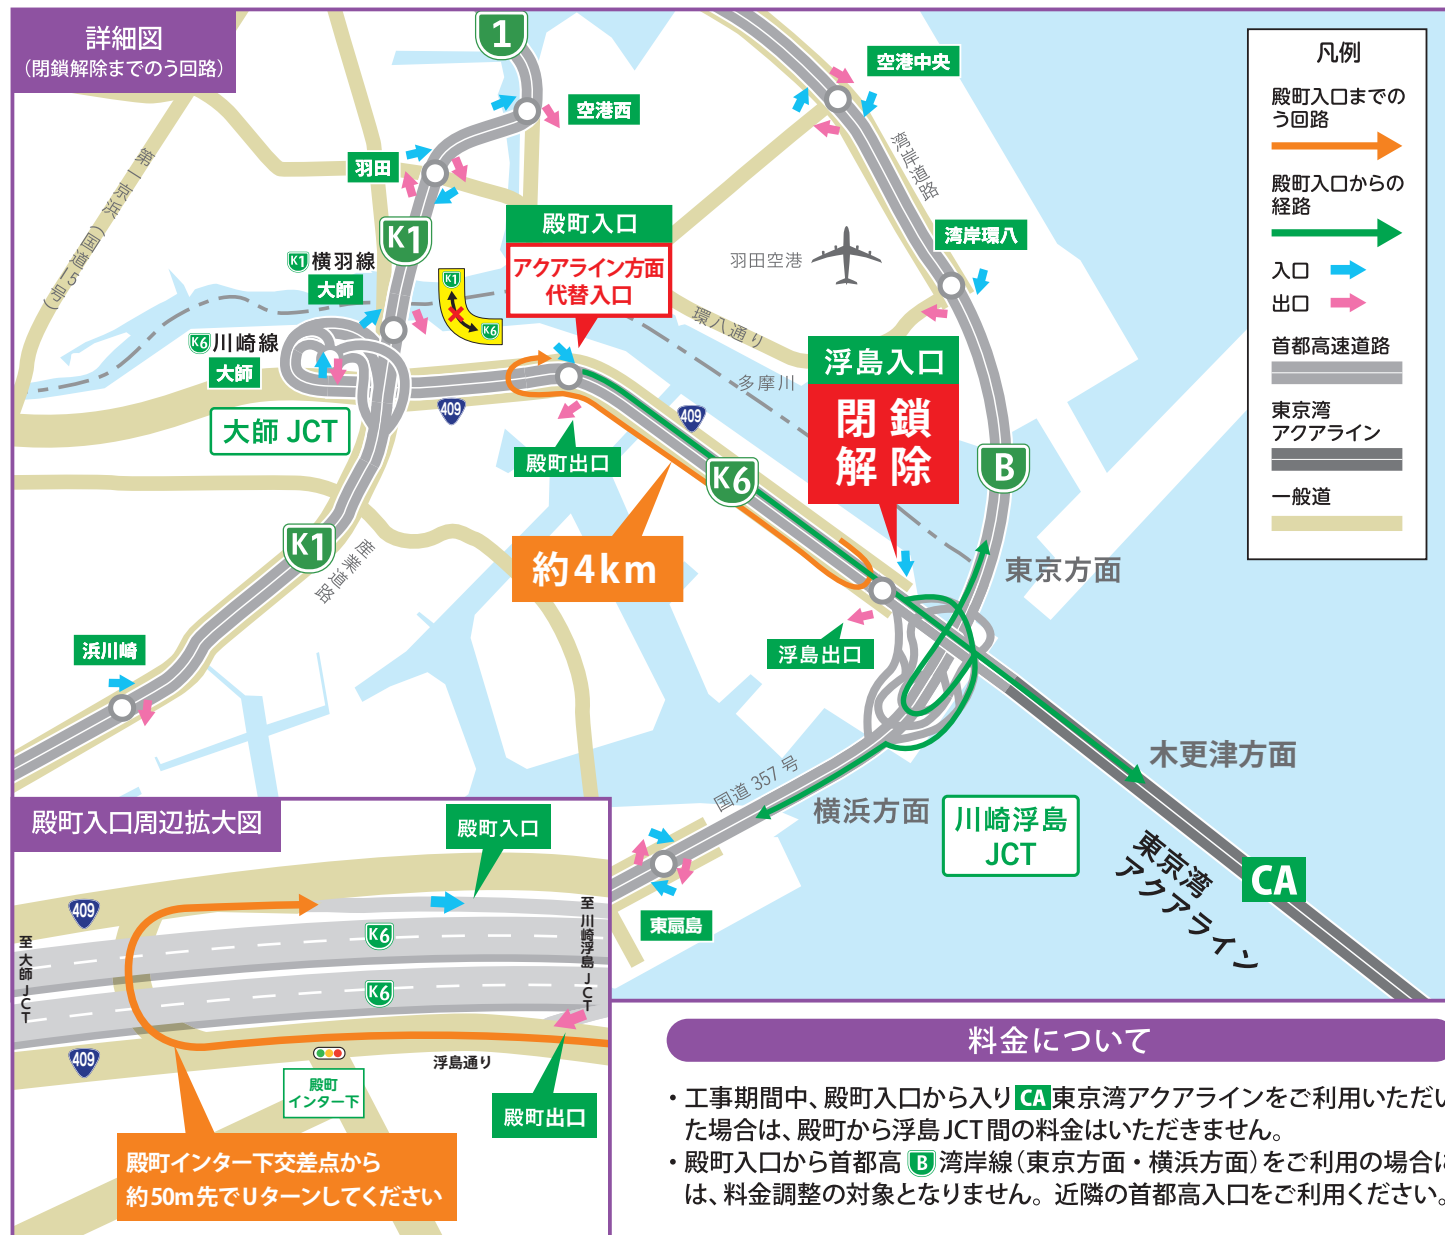 詳細図
（閉鎖解除までのう回路）
1
空港西
空港中央
羽田
K1
殿町入口
アクアライン方面
代替入口
K1 横羽線
大師
K1
K6
K6 川崎線
大師
大師 JCT
409
殿町出口
409
K6
約4km
第一京浜（国道15号）
羽田空港
湾岸道路
湾岸環八
環八通り
多摩川
浮島入口
閉鎖
解除
B
東京方面
K1
産業道路
浜川崎
浮島出口
国道 357 号
横浜方面
川崎浮島
JCT
木更津方面
東京湾
アクアライン
CA
東扇島
凡例
殿町入口までの
う回路
殿町入口からの
経路
入口
出口
首都高速道路
東京湾
アクアライン
一般道
殿町入口周辺拡大図
殿町入口
409
K6
K6
至 大師JCT
至 川崎浮島JCT
409
浮島通り
殿町
インター下
殿町出口
殿町インター下交差点から
約50m先でUターンしてください
料金について
・工事期間中、殿町入口から入り CA 東京湾アクアラインをご利用いただい
た場合は、殿町から浮島JCT間の料金はいただきません。
・殿町入口から首都高 B 湾岸線（東京方面・横浜方面）をご利用の場合に
は、料金調整の対象となりません。近隣の首都高入口をご利用ください。